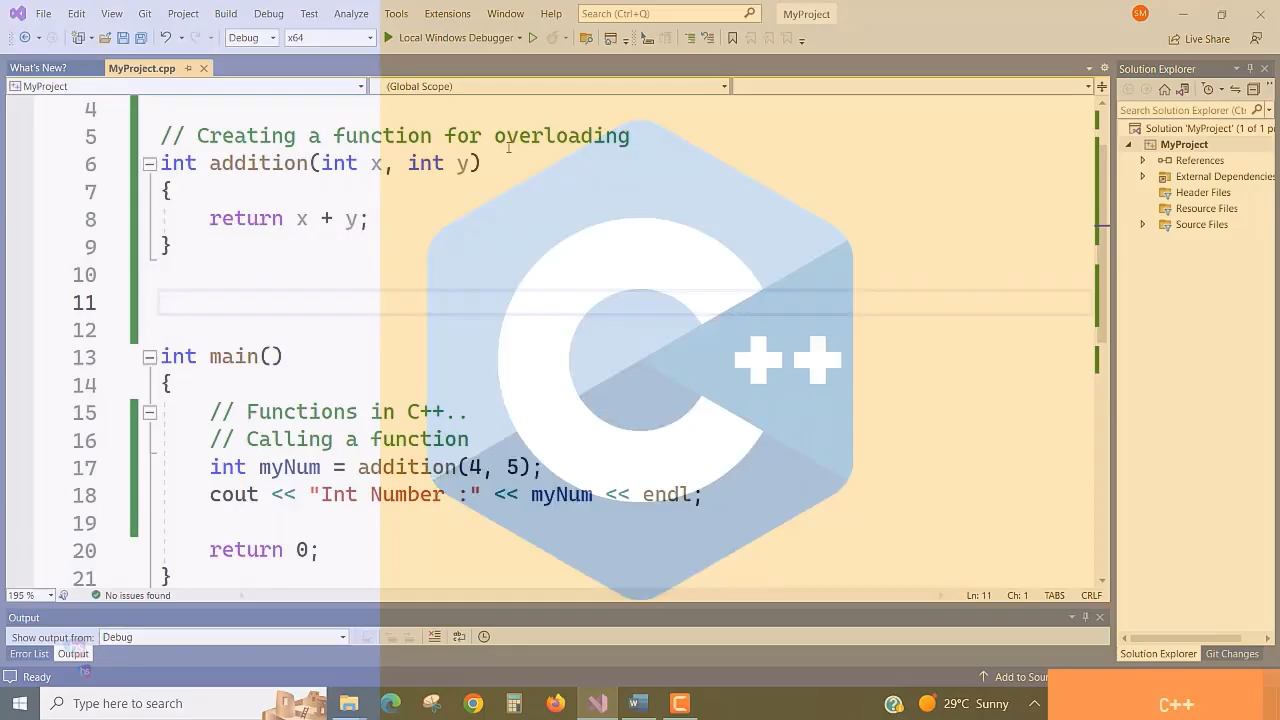 File Edit View Git Project Build Debug Test Analyze Tools Extensions Window Help Search (Ctrl+Q) MyProject SM
Debug x64 Local Windows Debugger Live Share
What's New? MyProject.cpp Solution Explorer
MyProject (Global Scope)
Search Solution Explorer (Ctrl
Solution 'MyProject' (1 of 1 p
MyProject
References
External Dependencies
Header Files
Resource Files
Source Files
4
5 // Creating a function for overloading
6 int addition(int x, int y)
7 {
8 return x + y;
9 }
10
11
12
13 int main()
14 {
15 // Functions in C++..
16 // Calling a function
17 int myNum = addition(4, 5);
18 cout << "Int Number :" << myNum << endl;
19
20 return 0;
21 }
C++
195 % No issues found Ln: 11 Ch: 1 TABS CRLF
Output
Show output from: Debug
Error List Output Solution Explorer Git Changes
Ready Add to Sour
Type here to search 29°C Sunny C++